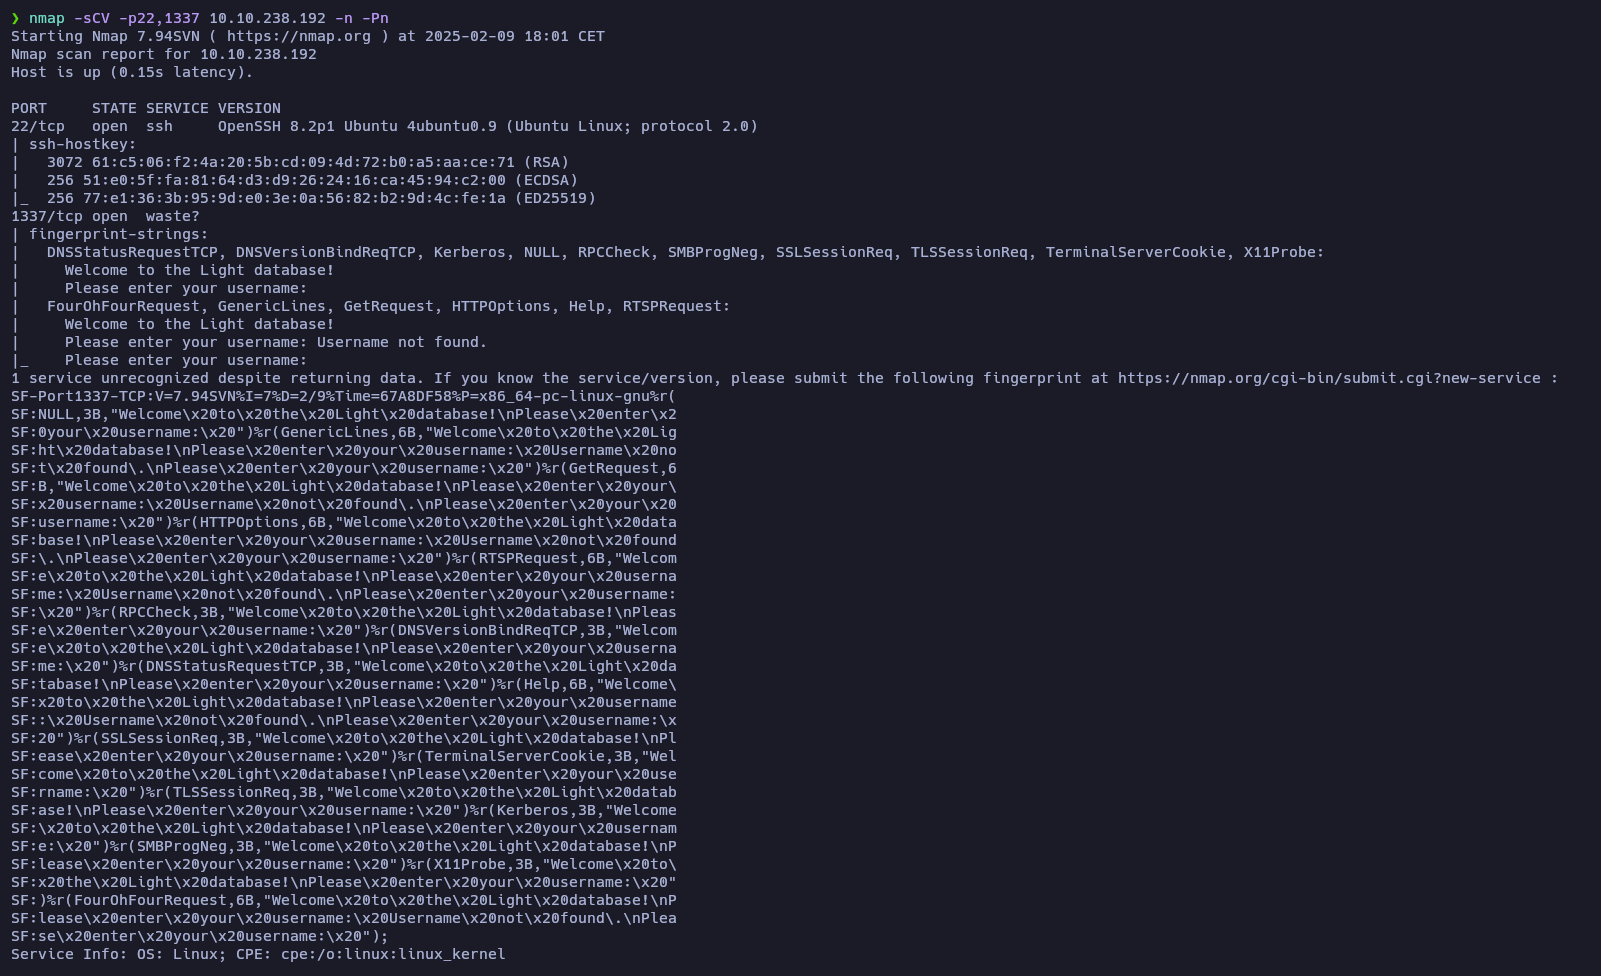 ❯ nmap -sCV -p22,1337 10.10.238.192 -n -Pn
Starting Nmap 7.94SVN ( https://nmap.org ) at 2025-02-09 18:01 CET
Nmap scan report for 10.10.238.192
Host is up (0.15s latency).

PORT     STATE SERVICE VERSION
22/tcp   open  ssh     OpenSSH 8.2p1 Ubuntu 4ubuntu0.9 (Ubuntu Linux; protocol 2.0)
| ssh-hostkey:
|   3072 61:c5:06:f2:4a:20:5b:cd:09:4d:72:b0:a5:aa:ce:71 (RSA)
|   256 51:e0:5f:fa:81:64:d3:d9:26:24:16:ca:45:94:c2:00 (ECDSA)
|_  256 77:e1:36:3b:95:9d:e0:3e:0a:56:82:b2:9d:4c:fe:1a (ED25519)
1337/tcp open  waste?
| fingerprint-strings:
|   DNSStatusRequestTCP, DNSVersionBindReqTCP, Kerberos, NULL, RPCCheck, SMBProgNeg, SSLSessionReq, TLSSessionReq, TerminalServerCookie, X11Probe:
|     Welcome to the Light database!
|     Please enter your username:
|   FourOhFourRequest, GenericLines, GetRequest, HTTPOptions, Help, RTSPRequest:
|     Welcome to the Light database!
|     Please enter your username: Username not found.
|_    Please enter your username:
1 service unrecognized despite returning data. If you know the service/version, please submit the following fingerprint at https://nmap.org/cgi-bin/submit.cgi?new-service :
SF-Port1337-TCP:V=7.94SVN%I=7%D=2/9%Time=67A8DF58%P=x86_64-pc-linux-gnu%r(
SF:NULL,3B,"Welcome\x20to\x20the\x20Light\x20database!\nPlease\x20enter\x2
SF:0your\x20username:\x20")%r(GenericLines,6B,"Welcome\x20to\x20the\x20Lig
SF:ht\x20database!\nPlease\x20enter\x20your\x20username:\x20Username\x20no
SF:t\x20found\.\nPlease\x20enter\x20your\x20username:\x20")%r(GetRequest,6
SF:B,"Welcome\x20to\x20the\x20Light\x20database!\nPlease\x20enter\x20your\
SF:x20username:\x20Username\x20not\x20found\.\nPlease\x20enter\x20your\x20
SF:username:\x20")%r(HTTPOptions,6B,"Welcome\x20to\x20the\x20Light\x20data
SF:base!\nPlease\x20enter\x20your\x20username:\x20Username\x20not\x20found
SF:\.\nPlease\x20enter\x20your\x20username:\x20")%r(RTSPRequest,6B,"Welcom
SF:e\x20to\x20the\x20Light\x20database!\nPlease\x20enter\x20your\x20userna
SF:me:\x20Username\x20not\x20found\.\nPlease\x20enter\x20your\x20username:
SF:\x20")%r(RPCCheck,3B,"Welcome\x20to\x20the\x20Light\x20database!\nPleas
SF:e\x20enter\x20your\x20username:\x20")%r(DNSVersionBindReqTCP,3B,"Welcom
SF:e\x20to\x20the\x20Light\x20database!\nPlease\x20enter\x20your\x20userna
SF:me:\x20")%r(DNSStatusRequestTCP,3B,"Welcome\x20to\x20the\x20Light\x20da
SF:tabase!\nPlease\x20enter\x20your\x20username:\x20")%r(Help,6B,"Welcome\
SF:x20to\x20the\x20Light\x20database!\nPlease\x20enter\x20your\x20username
SF::\x20Username\x20not\x20found\.\nPlease\x20enter\x20your\x20username:\x
SF:20")%r(SSLSessionReq,3B,"Welcome\x20to\x20the\x20Light\x20database!\nPl
SF:ease\x20enter\x20your\x20username:\x20")%r(TerminalServerCookie,3B,"Wel
SF:come\x20to\x20the\x20Light\x20database!\nPlease\x20enter\x20your\x20use
SF:rname:\x20")%r(TLSSessionReq,3B,"Welcome\x20to\x20the\x20Light\x20datab
SF:ase!\nPlease\x20enter\x20your\x20username:\x20")%r(Kerberos,3B,"Welcome
SF:\x20to\x20the\x20Light\x20database!\nPlease\x20enter\x20your\x20usernam
SF:e:\x20")%r(SMBProgNeg,3B,"Welcome\x20to\x20the\x20Light\x20database!\nP
SF:lease\x20enter\x20your\x20username:\x20")%r(X11Probe,3B,"Welcome\x20to\
SF:x20the\x20Light\x20database!\nPlease\x20enter\x20your\x20username:\x20"
SF:)%r(FourOhFourRequest,6B,"Welcome\x20to\x20the\x20Light\x20database!\nP
SF:lease\x20enter\x20your\x20username:\x20Username\x20not\x20found\.\nPlea
SF:se\x20enter\x20your\x20username:\x20");
Service Info: OS: Linux; CPE: cpe:/o:linux:linux_kernel